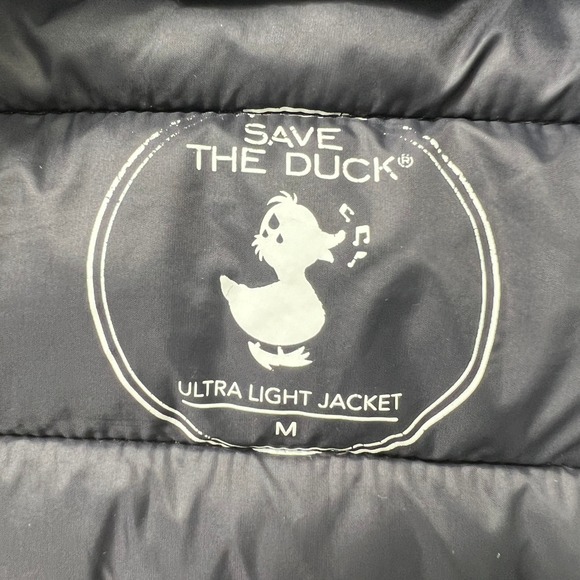 SAVE
THE DUCK®
ULTRA LIGHT JACKET
M